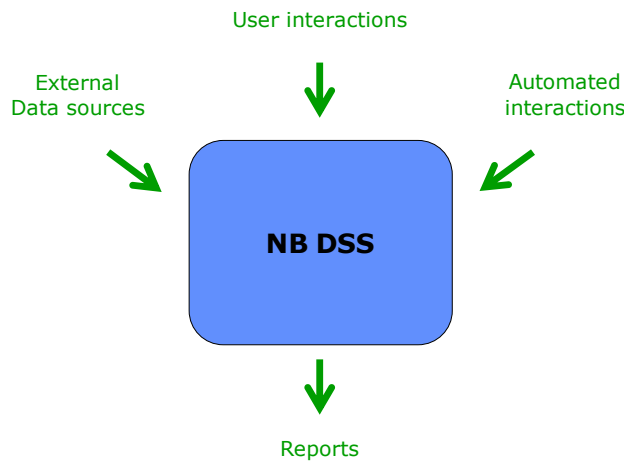 User interactions
External
Data sources
Automated
interactions
NB DSS
Reports